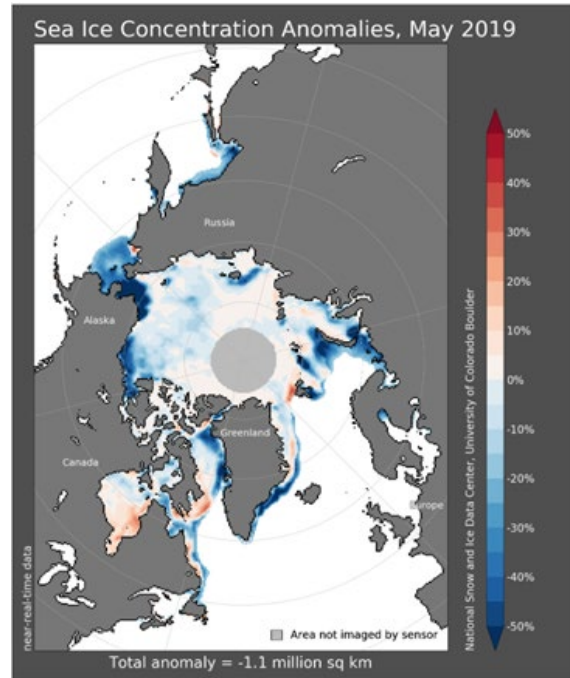 Sea Ice Concentration Anomalies, May 2019
Russia
Alaska
Greenland
Canada
Europe
near-real-time data
Area not imaged by sensor
Total anomaly = -1.1 million sq km
50%
40%
30%
20%
10%
0%
-10%
-20%
-30%
-40%
-50%
National Snow and Ice Data Center, University of Colorado Boulder